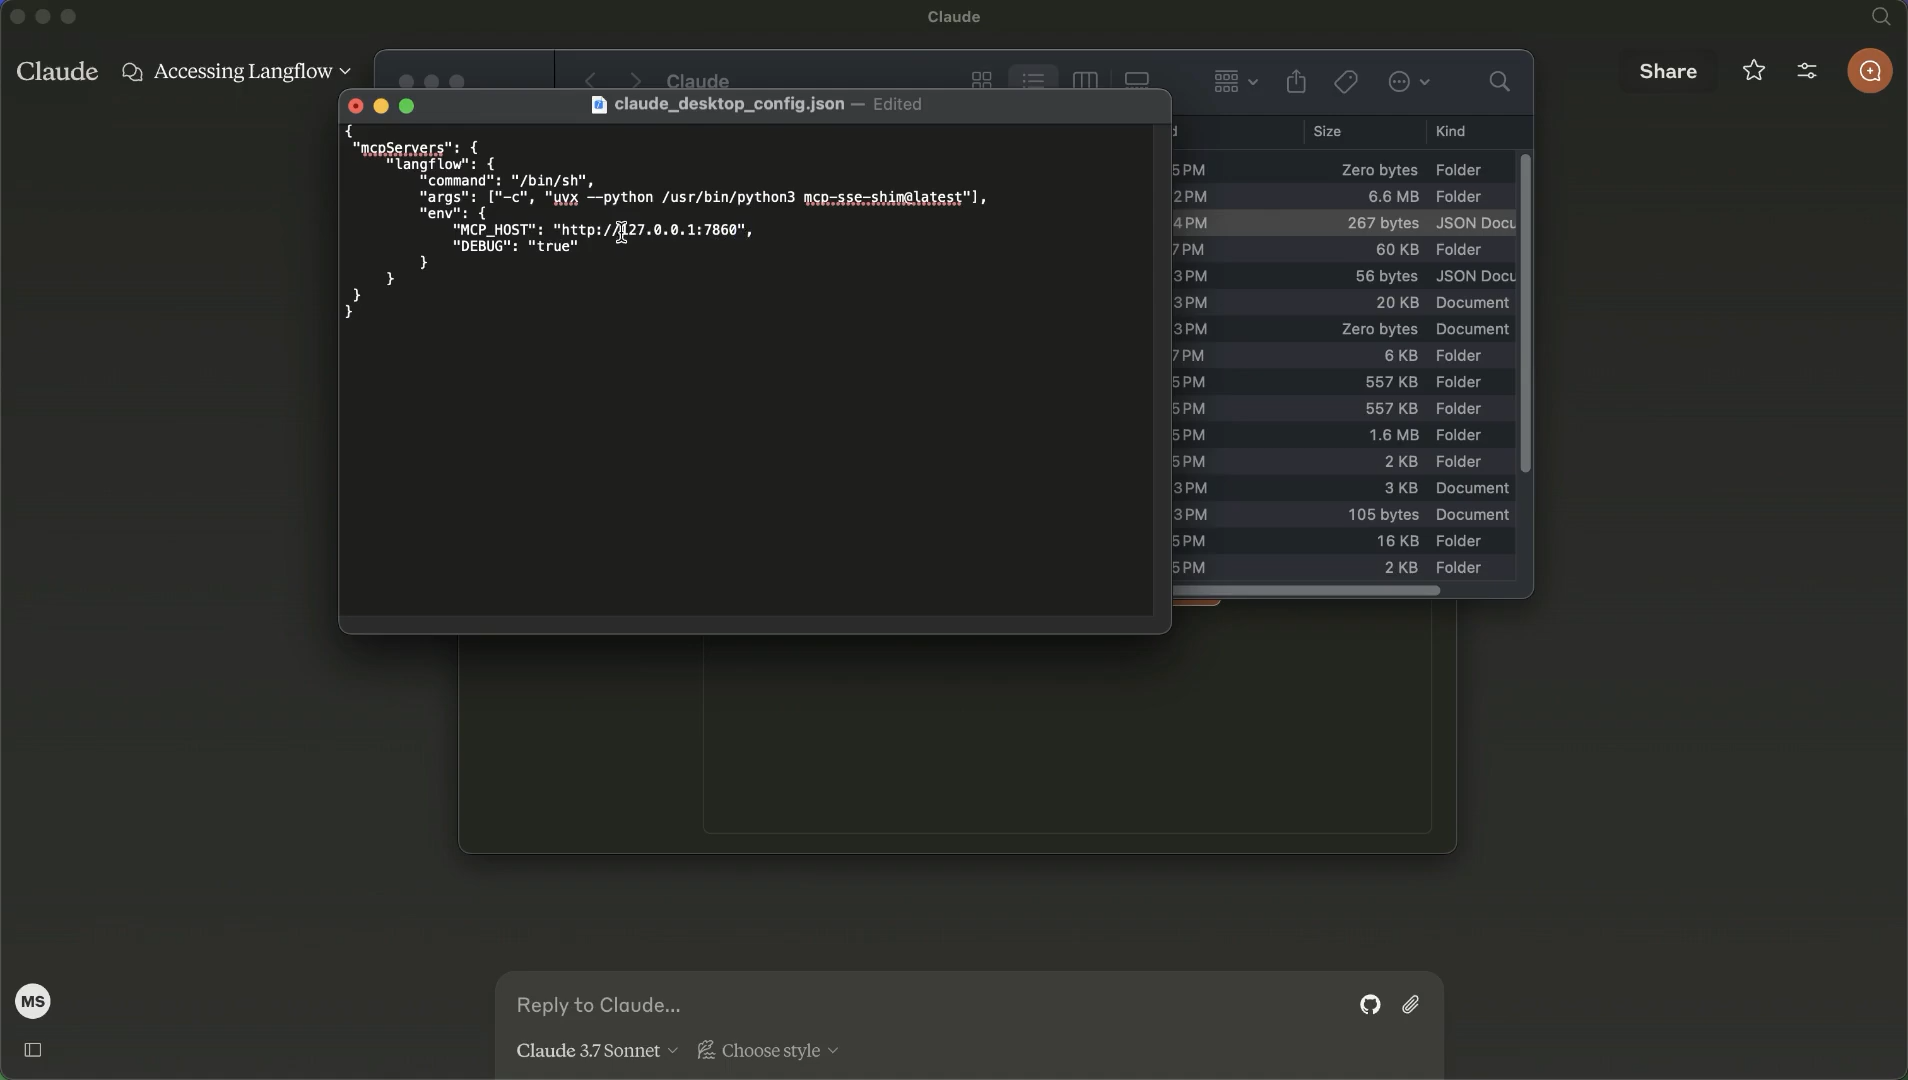 Claude
Claude Accessing Langflow
Claude
Share
claude_desktop_config.json — Edited
Size Kind
{
"mcpServers": {
"langflow": {
"command": "/bin/sh",
"args": ["-c", "uvx --python /usr/bin/python3 mcp-sse-shim@latest"],
"env": {
"MCP_HOST": "http://127.0.0.1:7860",
"DEBUG": "true"
}
}
}
}
5 PM Zero bytes Folder
2 PM 6.6 MB Folder
4 PM 267 bytes JSON Docu
7 PM 60 KB Folder
3 PM 56 bytes JSON Docu
3 PM 20 KB Document
3 PM Zero bytes Document
7 PM 6 KB Folder
5 PM 557 KB Folder
5 PM 557 KB Folder
5 PM 1.6 MB Folder
5 PM 2 KB Folder
3 PM 3 KB Document
3 PM 105 bytes Document
5 PM 16 KB Folder
5 PM 2 KB Folder
MS
Reply to Claude...
Claude 3.7 Sonnet Choose style